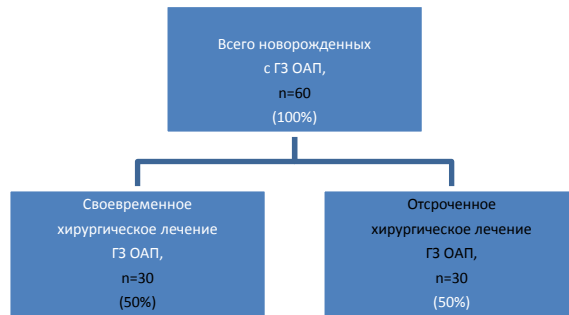 Всего новорожденных
с ГЗ ОАП,
n=60
(100%)
Своевременное
хирургическое лечение
ГЗ ОАП,
n=30
(50%)
Отсроченное
хирургическое лечение
ГЗ ОАП,
n=30
(50%)